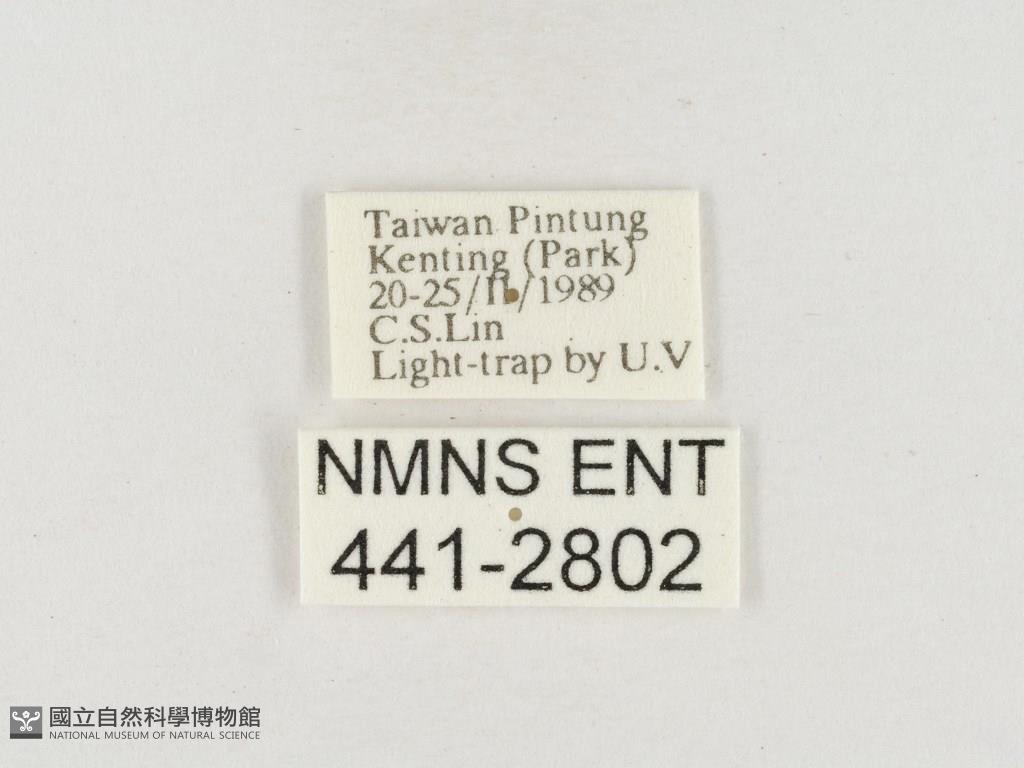 Taiwan Pintung
Kenting (Park)
20-25/II/1989
C.S.Lin
Light-trap by U.V
NMNS ENT
441-2802
國立自然科學博物館
NATIONAL MUSEUM OF NATURAL SCIENCE